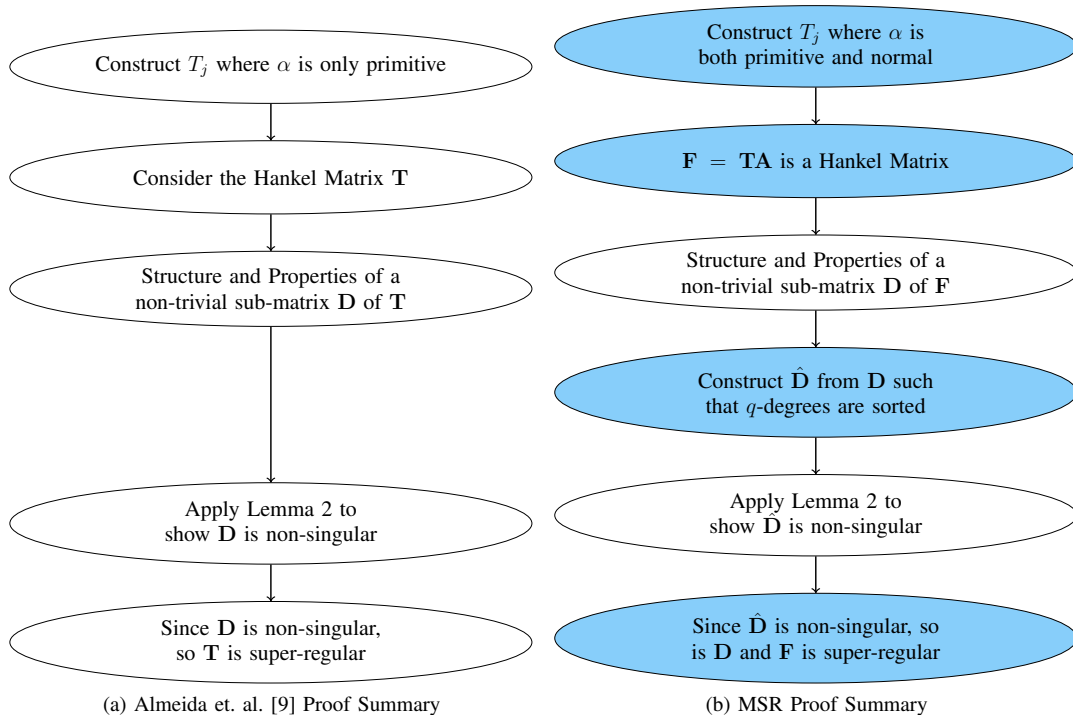 Construct T_j where α is only primitive
Consider the Hankel Matrix T
Structure and Properties of a
non-trivial sub-matrix D of T
Apply Lemma 2 to
show D is non-singular
Since D is non-singular,
so T is super-regular
(a) Almeida et. al. [9] Proof Summary
Construct T_j where α is
both primitive and normal
F = TA is a Hankel Matrix
Structure and Properties of a
non-trivial sub-matrix D of F
Construct D̂ from D such
that q-degrees are sorted
Apply Lemma 2 to
show D̂ is non-singular
Since D̂ is non-singular, so
is D and F is super-regular
(b) MSR Proof Summary